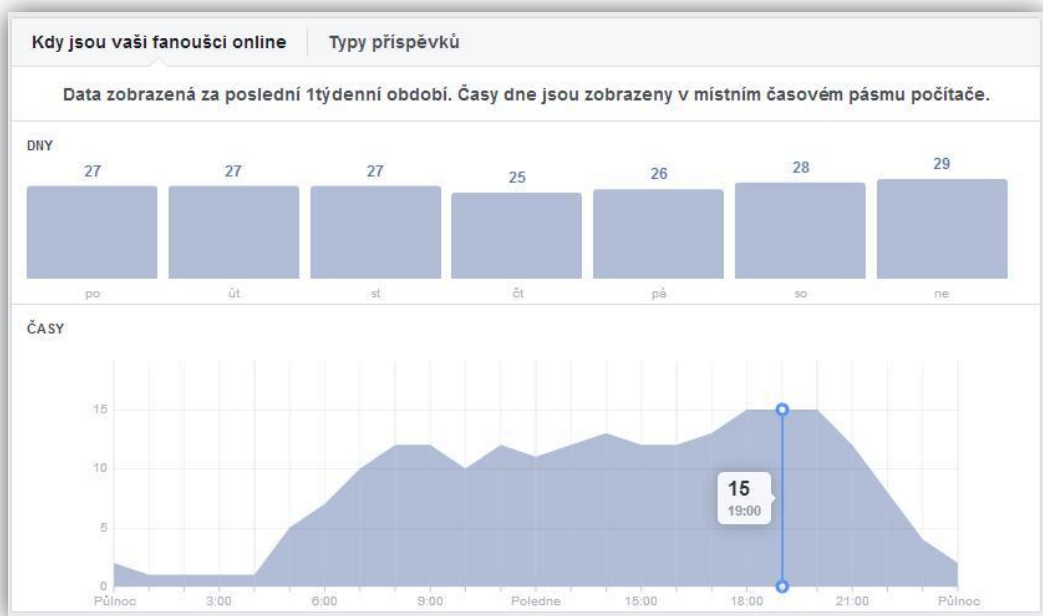 Kdy jsou vaši fanoušci online Typy příspěvků
Data zobrazená za poslední 1týdenní období. Časy dne jsou zobrazeny v místním časovém pásmu počítače.
DNY
27 27 27 25 26 28 29
po út st čt pá so ne
ČASY
15
10
5
0
15
19:00
Půlnoc 3:00 6:00 9:00 Poledne 15:00 18:00 21:00 Půlnoc